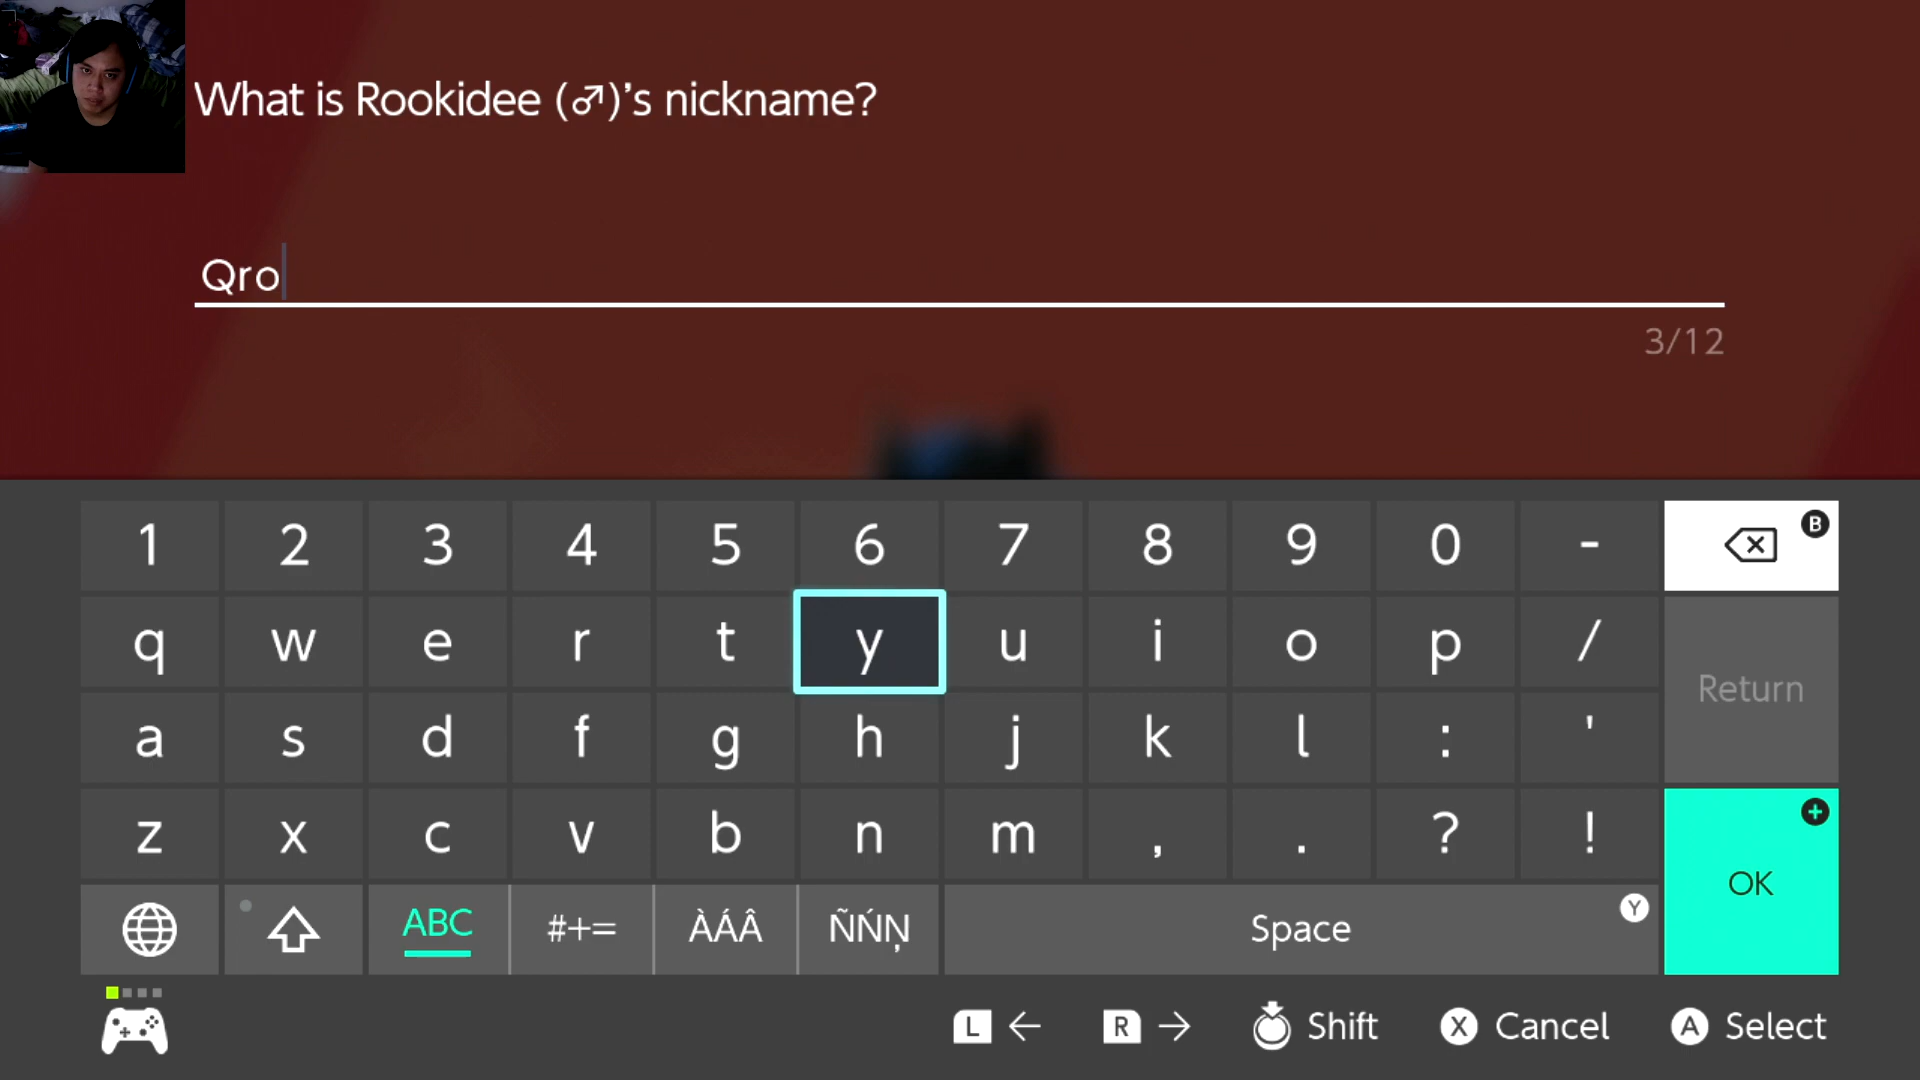 What is Rookidee (♂)'s nickname?
Qro
3/12
1 2 3 4 5 6 7 8 9 0 - B
q w e r t y u i o p /
Return
a s d f g h j k l : '
z x c v b n m , . ? ! +
OK
ABC #+= ÀÁÂ ÑŃŅ Space Y
L ← R → Shift X Cancel A Select